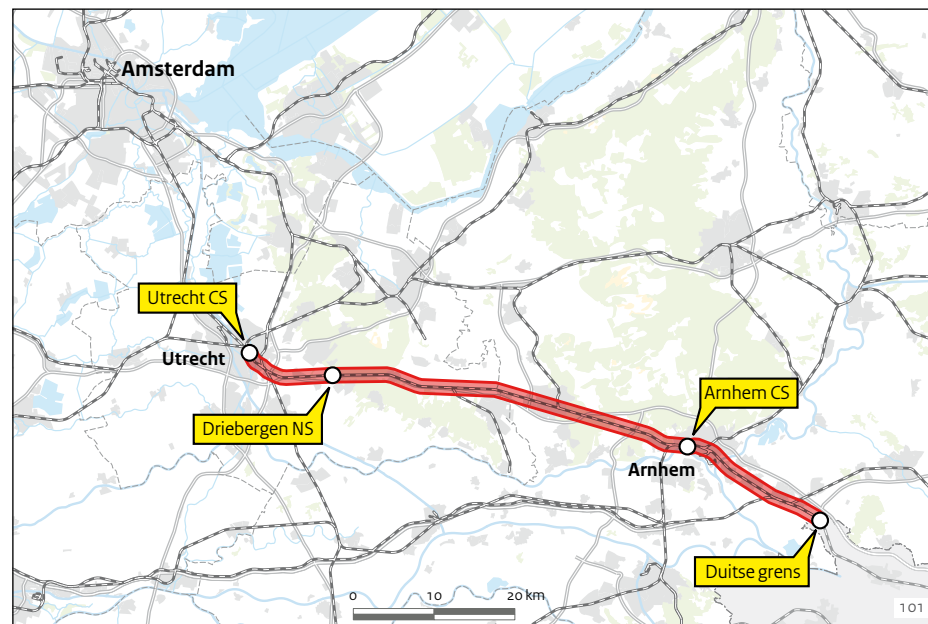 Amsterdam
Utrecht CS
Utrecht
Driebergen NS
Arnhem CS
Arnhem
Duitse grens
0 10 20 km
101